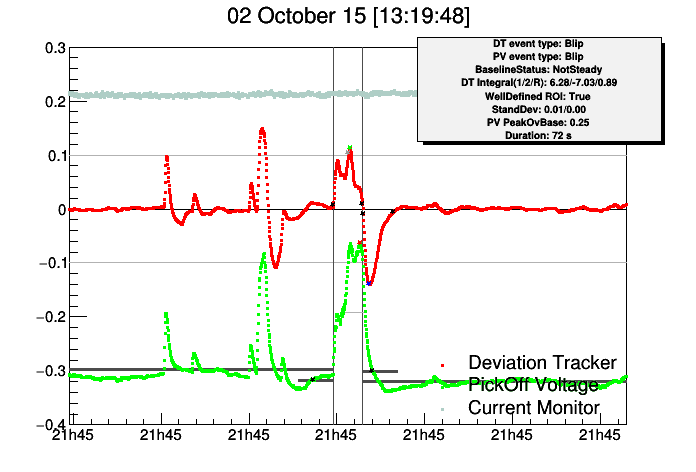 02 October 15 [13:19:48]
DT event type: Blip
PV event type: Blip
BaselineStatus: NotSteady
DT Integral(1/2/R): 6.28/-7.03/0.89
WellDefined ROI: True
StandDev: 0.01/0.00
PV PeakOvBase: 0.25
Duration: 72 s
0.3
0.2
0.1
0
−0.1
−0.2
−0.3
−0.4
Deviation Tracker
PickOff Voltage
Current Monitor
21h45 21h45 21h45 21h45 21h45 21h45 21h45